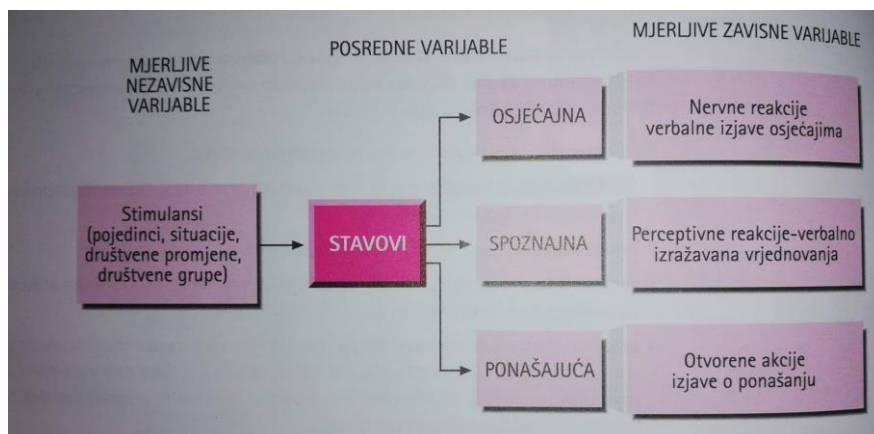 MJERLJIVE
NEZAVISNE
VARIJABLE
POSREDNE VARIJABLE
MJERLJIVE ZAVISNE VARIJABLE
Stimulansi
(pojedinci, situacije,
društvene promjene,
društvene grupe)
STAVOVI
OSJEĆAJNA
Nervne reakcije
verbalne izjave osjećajima
SPOZNAJNA
Perceptivne reakcije-verbalno
izražavana vrjednovanja
PONAŠAJUĆA
Otvorene akcije
izjave o ponašanju